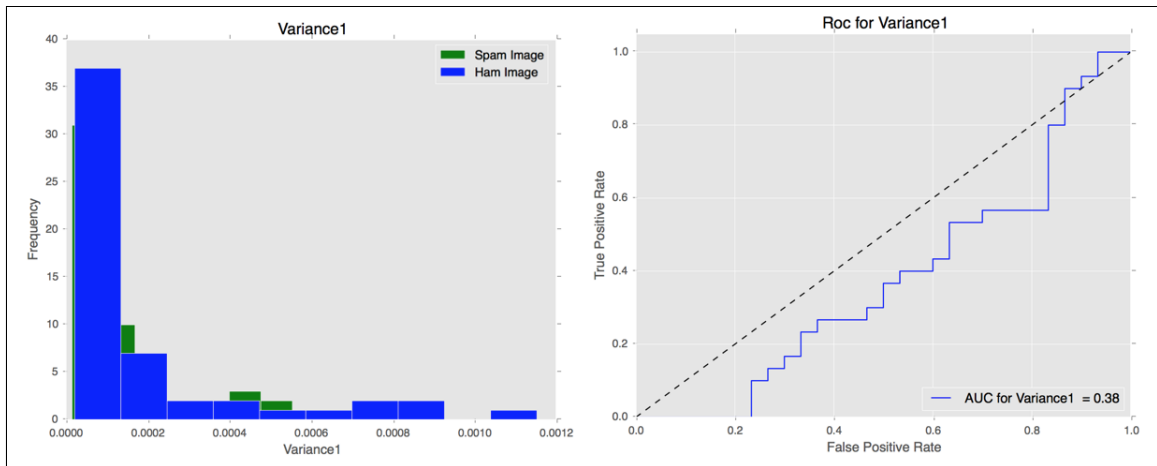 Variance1
40
35
30
25
20
15
10
5
0
Frequency
Spam Image
Ham Image
0.0000 0.0002 0.0004 0.0006 0.0008 0.0010 0.0012
Variance1
Roc for Variance1
1.0
0.8
0.6
0.4
0.2
0.0
True Positive Rate
AUC for Variance1 = 0.38
0.0 0.2 0.4 0.6 0.8 1.0
False Positive Rate